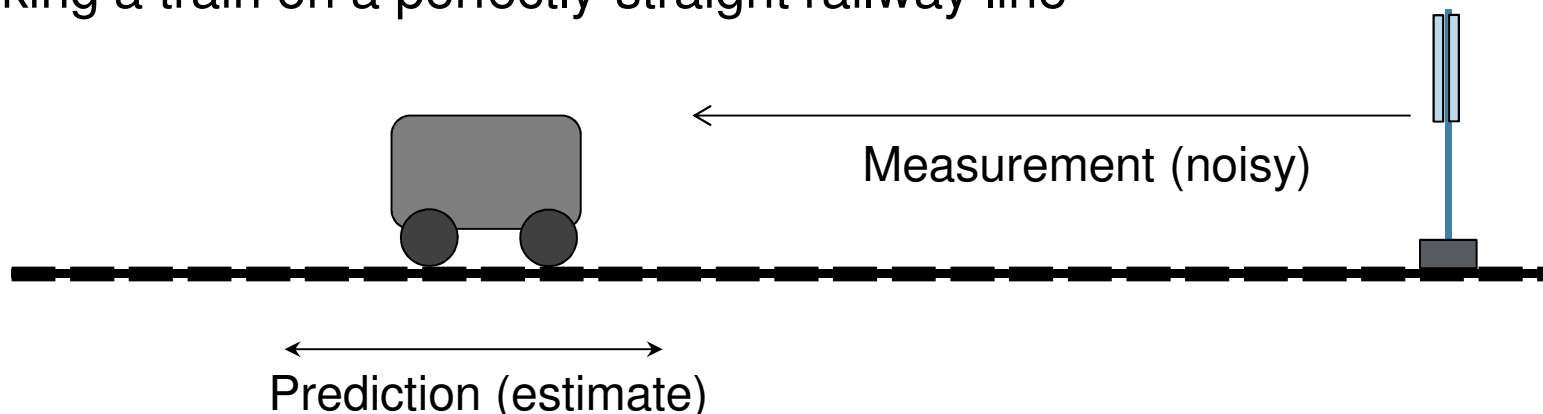 king a train on a perfectly straight railway line
Measurement (noisy)
Prediction (estimate)